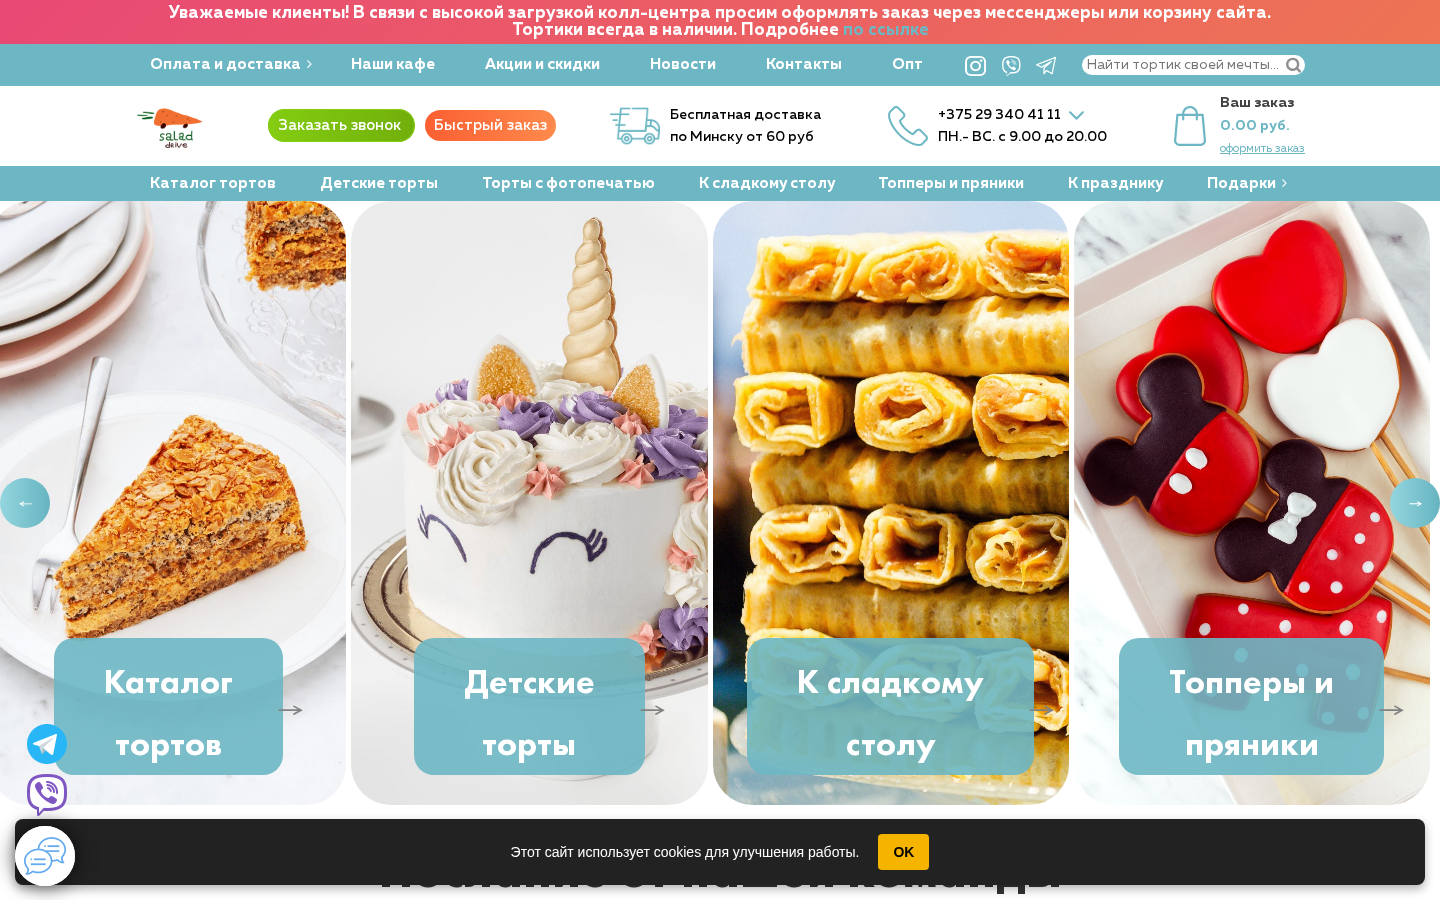 Уважаемые клиенты! В связи с высокой загрузкой колл-центра просим оформлять заказ через мессенджеры или корзину сайта.
Тортики всегда в наличии. Подробнее по ссылке
Оплата и доставка
Наши кафе
Акции и скидки
Новости
Контакты
Опт
Найти тортик своей мечты...
salad
drive
Заказать звонок
Быстрый заказ
Бесплатная доставка
по Минску от 60 руб
+375 29 340 41 11
ПН.- ВС. с 9.00 до 20.00
Ваш заказ
0.00 руб.
оформить заказ
Каталог тортов
Детские торты
Торты с фотопечатью
К сладкому столу
Топперы и пряники
К празднику
Подарки
Каталог
тортов
Детские
торты
К сладкому
столу
Топперы и
пряники
Этот сайт использует cookies для улучшения работы.
OK
Послание от нашей команды